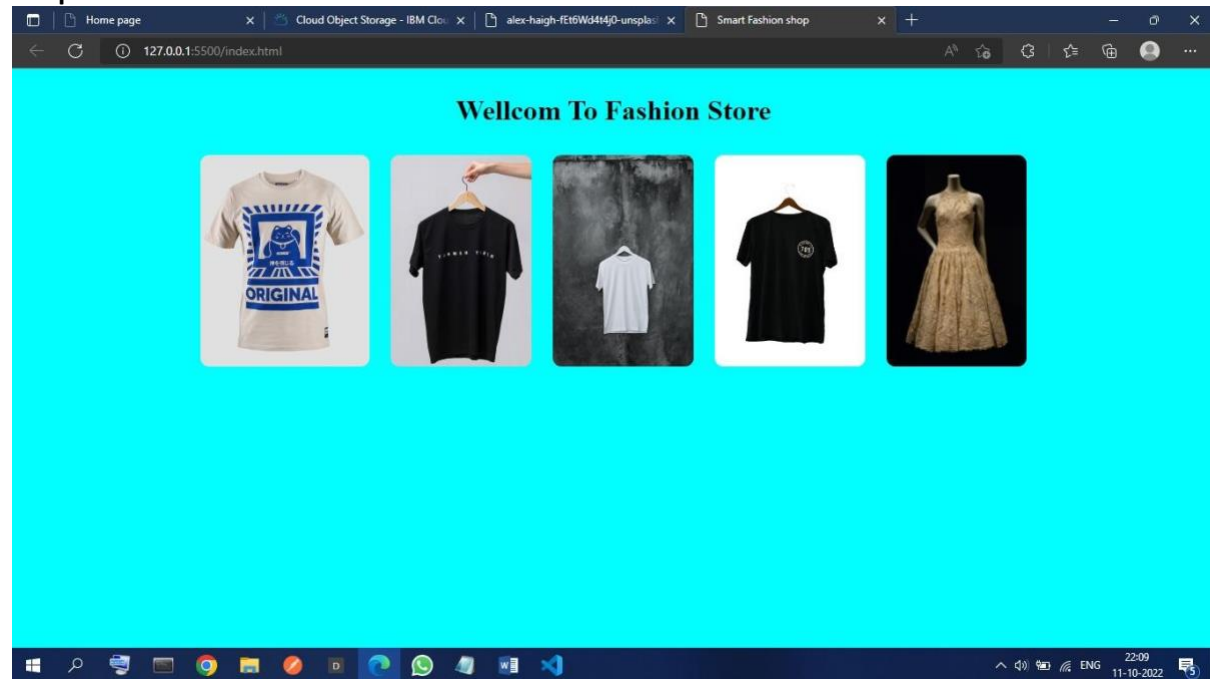 Home page
Cloud Object Storage - IBM Clou
alex-haigh-fEt6Wd4t4j0-unsplas
Smart Fashion shop
127.0.0.1:5500/index.html
Wellcom To Fashion Store
ORIGINAL
ENG
22:09
11-10-2022
5